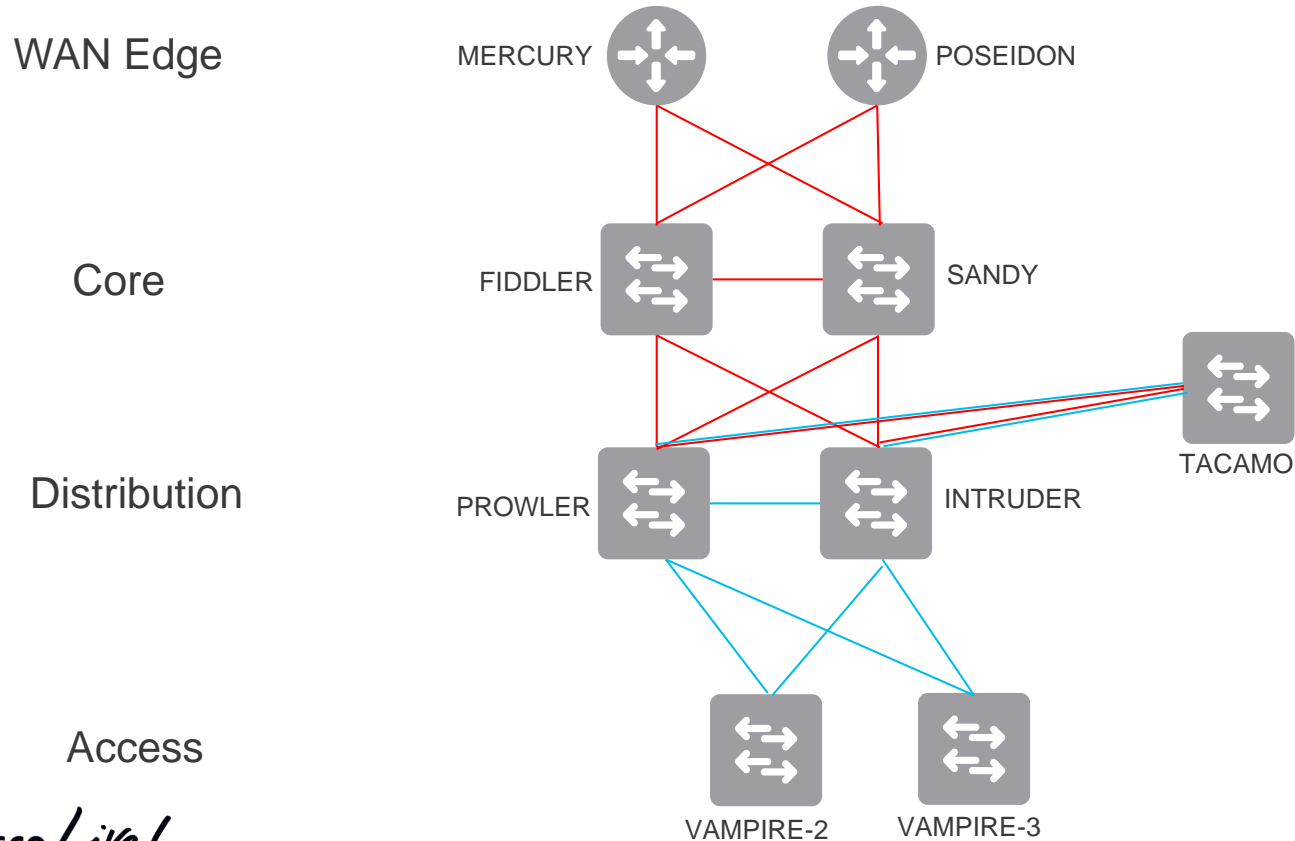 WAN Edge
MERCURY
POSEIDON
Core
FIDDLER
SANDY
TACAMO
Distribution
PROWLER
INTRUDER
Access
VAMPIRE-2
VAMPIRE-3